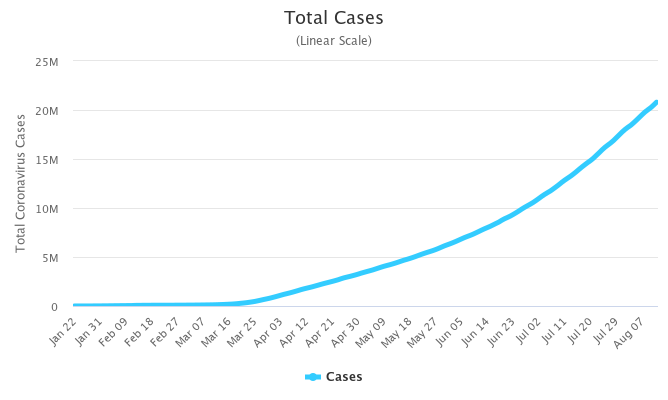 Total Cases
(Linear Scale)
Total Coronavirus Cases
25M
20M
15M
10M
5M
0
Jan 22
Jan 31
Feb 09
Feb 18
Feb 27
Mar 07
Mar 16
Mar 25
Apr 03
Apr 12
Apr 21
Apr 30
May 09
May 18
May 27
Jun 05
Jun 14
Jun 23
Jul 02
Jul 11
Jul 20
Jul 29
Aug 07
Cases